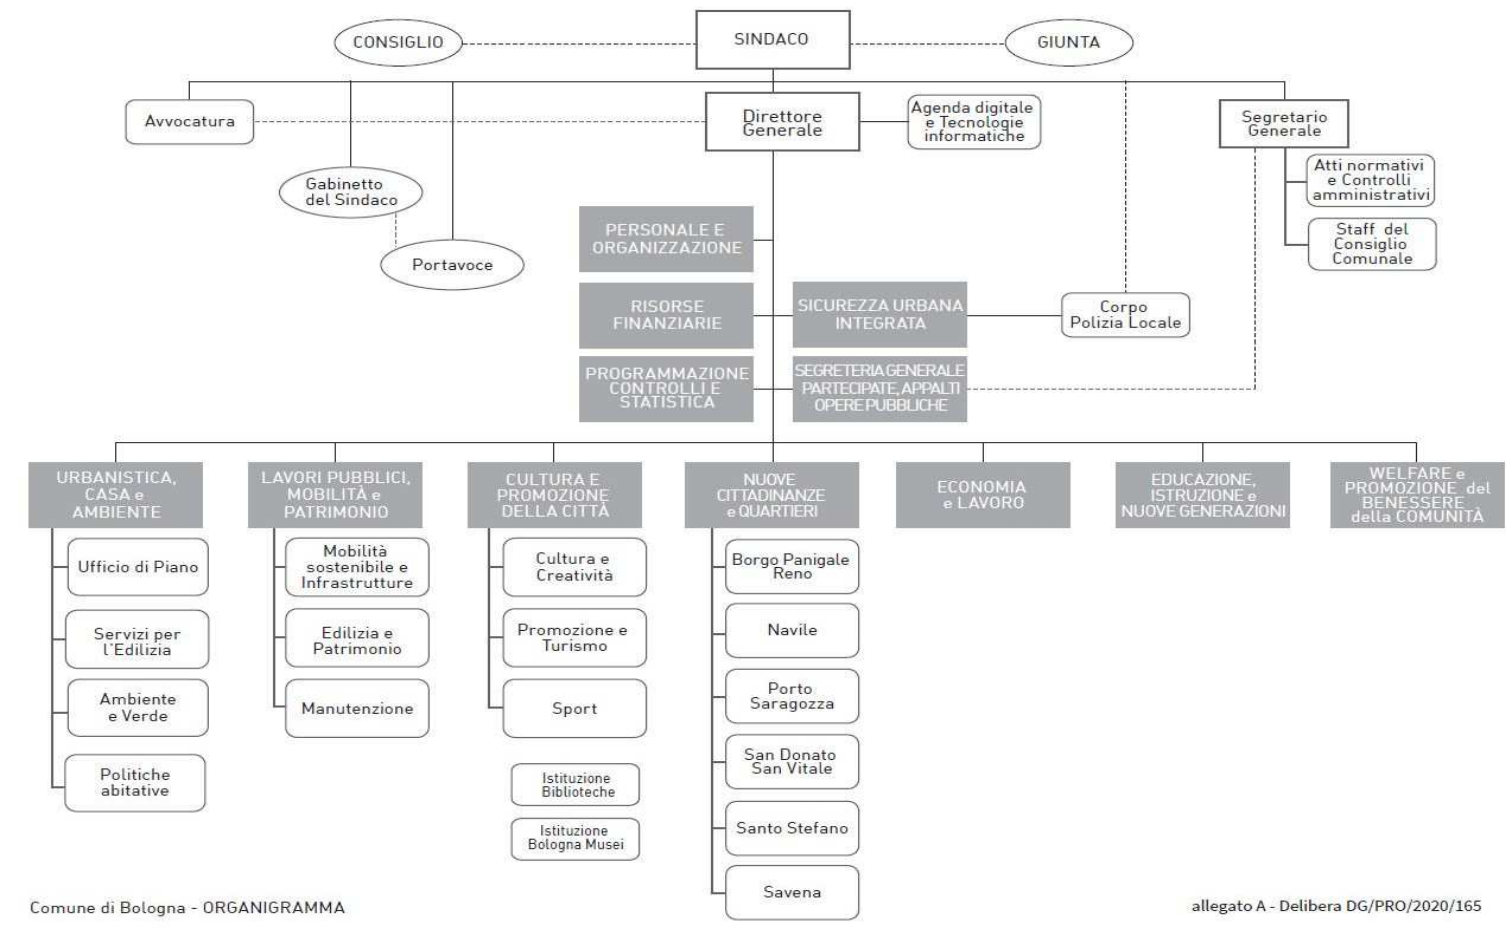 CONSIGLIO
SINDACO
GIUNTA
Avvocatura
Direttore
Generale
Agenda digitale
e Tecnologie
informatiche
Segretario
Generale
Gabinetto
del Sindaco
Portavoce
Atti normativi
e Controlli
amministrativi
Staff del
Consiglio
Comunale
PERSONALE E
ORGANIZZAZIONE
RISORSE
FINANZIARIE
SICUREZZA URBANA
INTEGRATA
Corpo
Polizia Locale
PROGRAMMAZIONE
CONTROLLI E
STATISTICA
SEGRETERIA GENERALE
PARTECIPATE, APPALTI
OPERE PUBBLICHE
URBANISTICA,
CASA e
AMBIENTE
LAVORI PUBBLICI,
MOBILITÀ e
PATRIMONIO
CULTURA E
PROMOZIONE
DELLA CITTÀ
NUOVE
CITTADINANZE
e QUARTIERI
ECONOMIA
e LAVORO
EDUCAZIONE,
ISTRUZIONE e
NUOVE GENERAZIONI
WELFARE e
PROMOZIONE del
BENESSERE
della COMUNITÀ
Ufficio di Piano
Servizi per
l'Edilizia
Ambiente
e Verde
Politiche
abitative
Mobilità
sostenibile e
Infrastrutture
Edilizia e
Patrimonio
Manutenzione
Cultura e
Creatività
Promozione e
Turismo
Sport
Istituzione
Biblioteche
Istituzione
Bologna Musei
Borgo Panigale
Reno
Navile
Porto
Saragozza
San Donato
San Vitale
Santo Stefano
Savena
Comune di Bologna - ORGANIGRAMMA
allegato A - Delibera DG/PRO/2020/165